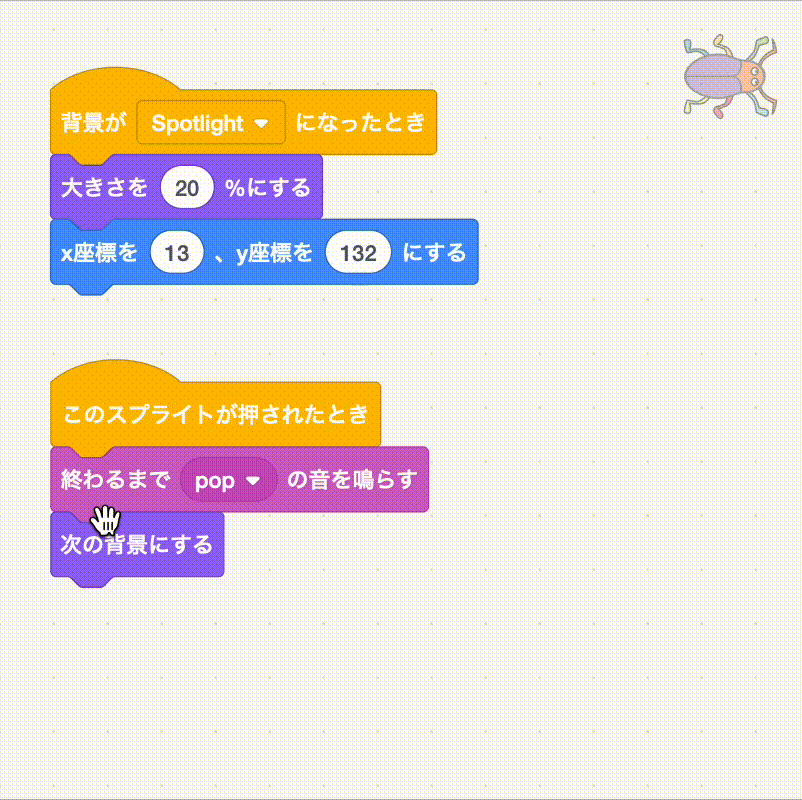 背景が Spotlight になったとき
大きさを 20 %にする
x座標を 13 、y座標を 132 にする
このスプライトが押されたとき
終わるまで pop の音を鳴らす
次の背景にする